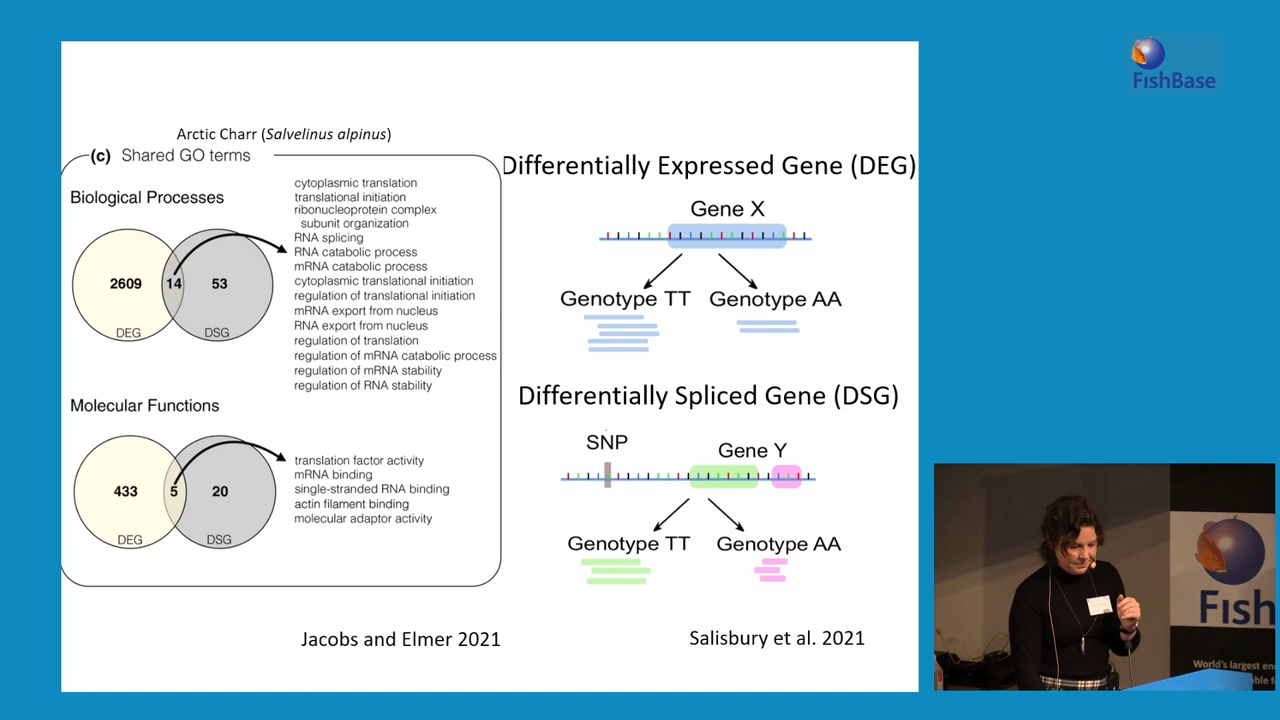 FishBase
Arctic Charr (Salvelinus alpinus)
(c) Shared GO terms
Biological Processes
2609
14
53
DEG
DSG
cytoplasmic translation
translational initiation
ribonucleoprotein complex
subunit organization
RNA splicing
RNA catabolic process
mRNA catabolic process
cytoplasmic translational initiation
regulation of translational initiation
mRNA export from nucleus
RNA export from nucleus
regulation of translation
regulation of mRNA catabolic process
regulation of mRNA stability
regulation of RNA stability
Molecular Functions
433
5
20
DEG
DSG
translation factor activity
mRNA binding
single-stranded RNA binding
actin filament binding
molecular adaptor activity
Jacobs and Elmer 2021
Differentially Expressed Gene (DEG)
Gene X
Genotype TT
Genotype AA
Differentially Spliced Gene (DSG)
SNP
Gene Y
Genotype TT
Genotype AA
Salisbury et al. 2021
Fish
World's largest en